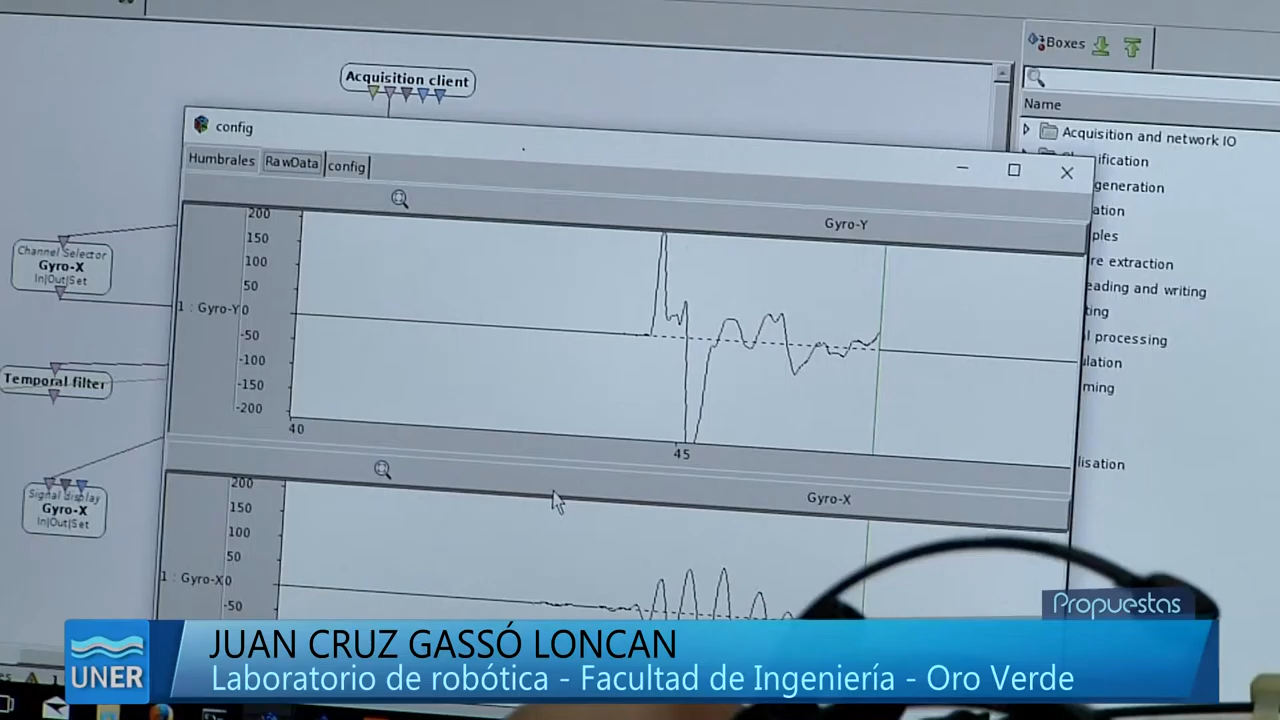 Boxes
Acquisition client
Name
config
Acquisition and network IO
Humbrales
RawData
config
generation
Gyro-Y
200
150
100
50
1 : Gyro-Y 0
-50
-100
-150
-200
40
45
Channel Selector
Gyro-X
In|Out|Set
re extraction
eading and writing
processing
Temporal filter
lisation
Signal display
Gyro-X
In|Out|Set
Gyro-X
200
150
100
50
1 : Gyro-X 0
-50
Propuestas
UNER
JUAN CRUZ GASSÓ LONCAN
Laboratorio de robótica - Facultad de Ingeniería - Oro Verde